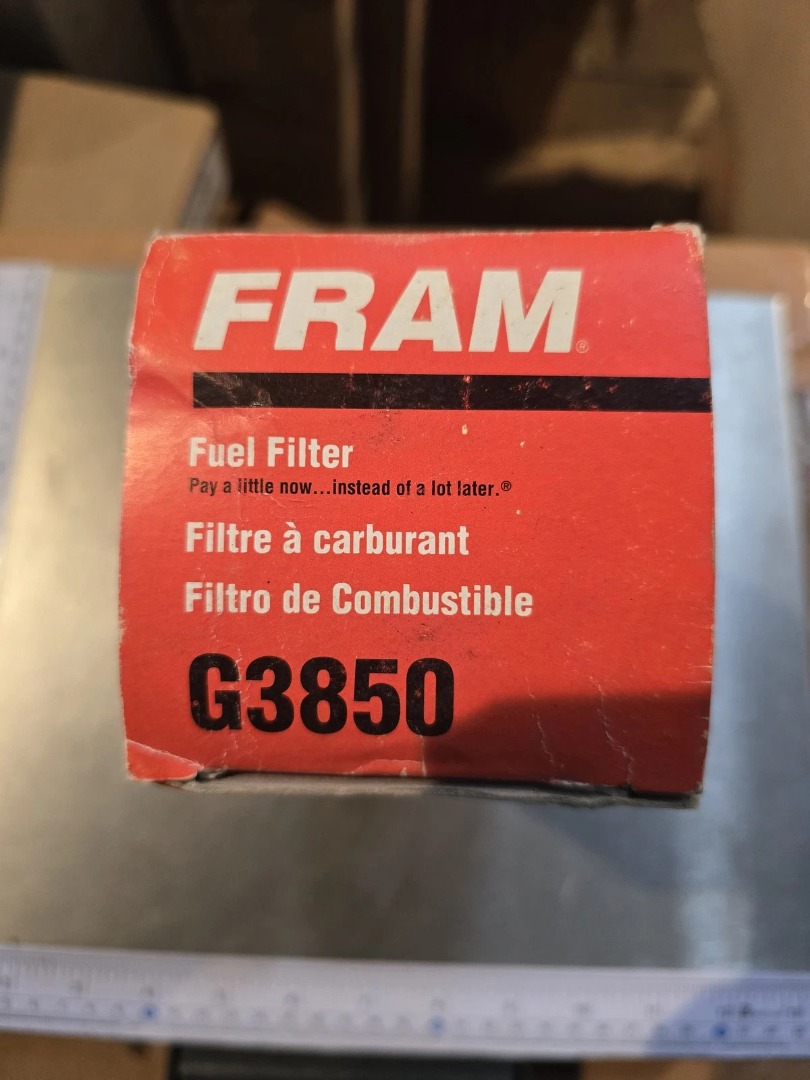 FRAM®
Fuel Filter
Pay a little now...instead of a lot later.®
Filtre à carburant
Filtro de Combustible
G3850